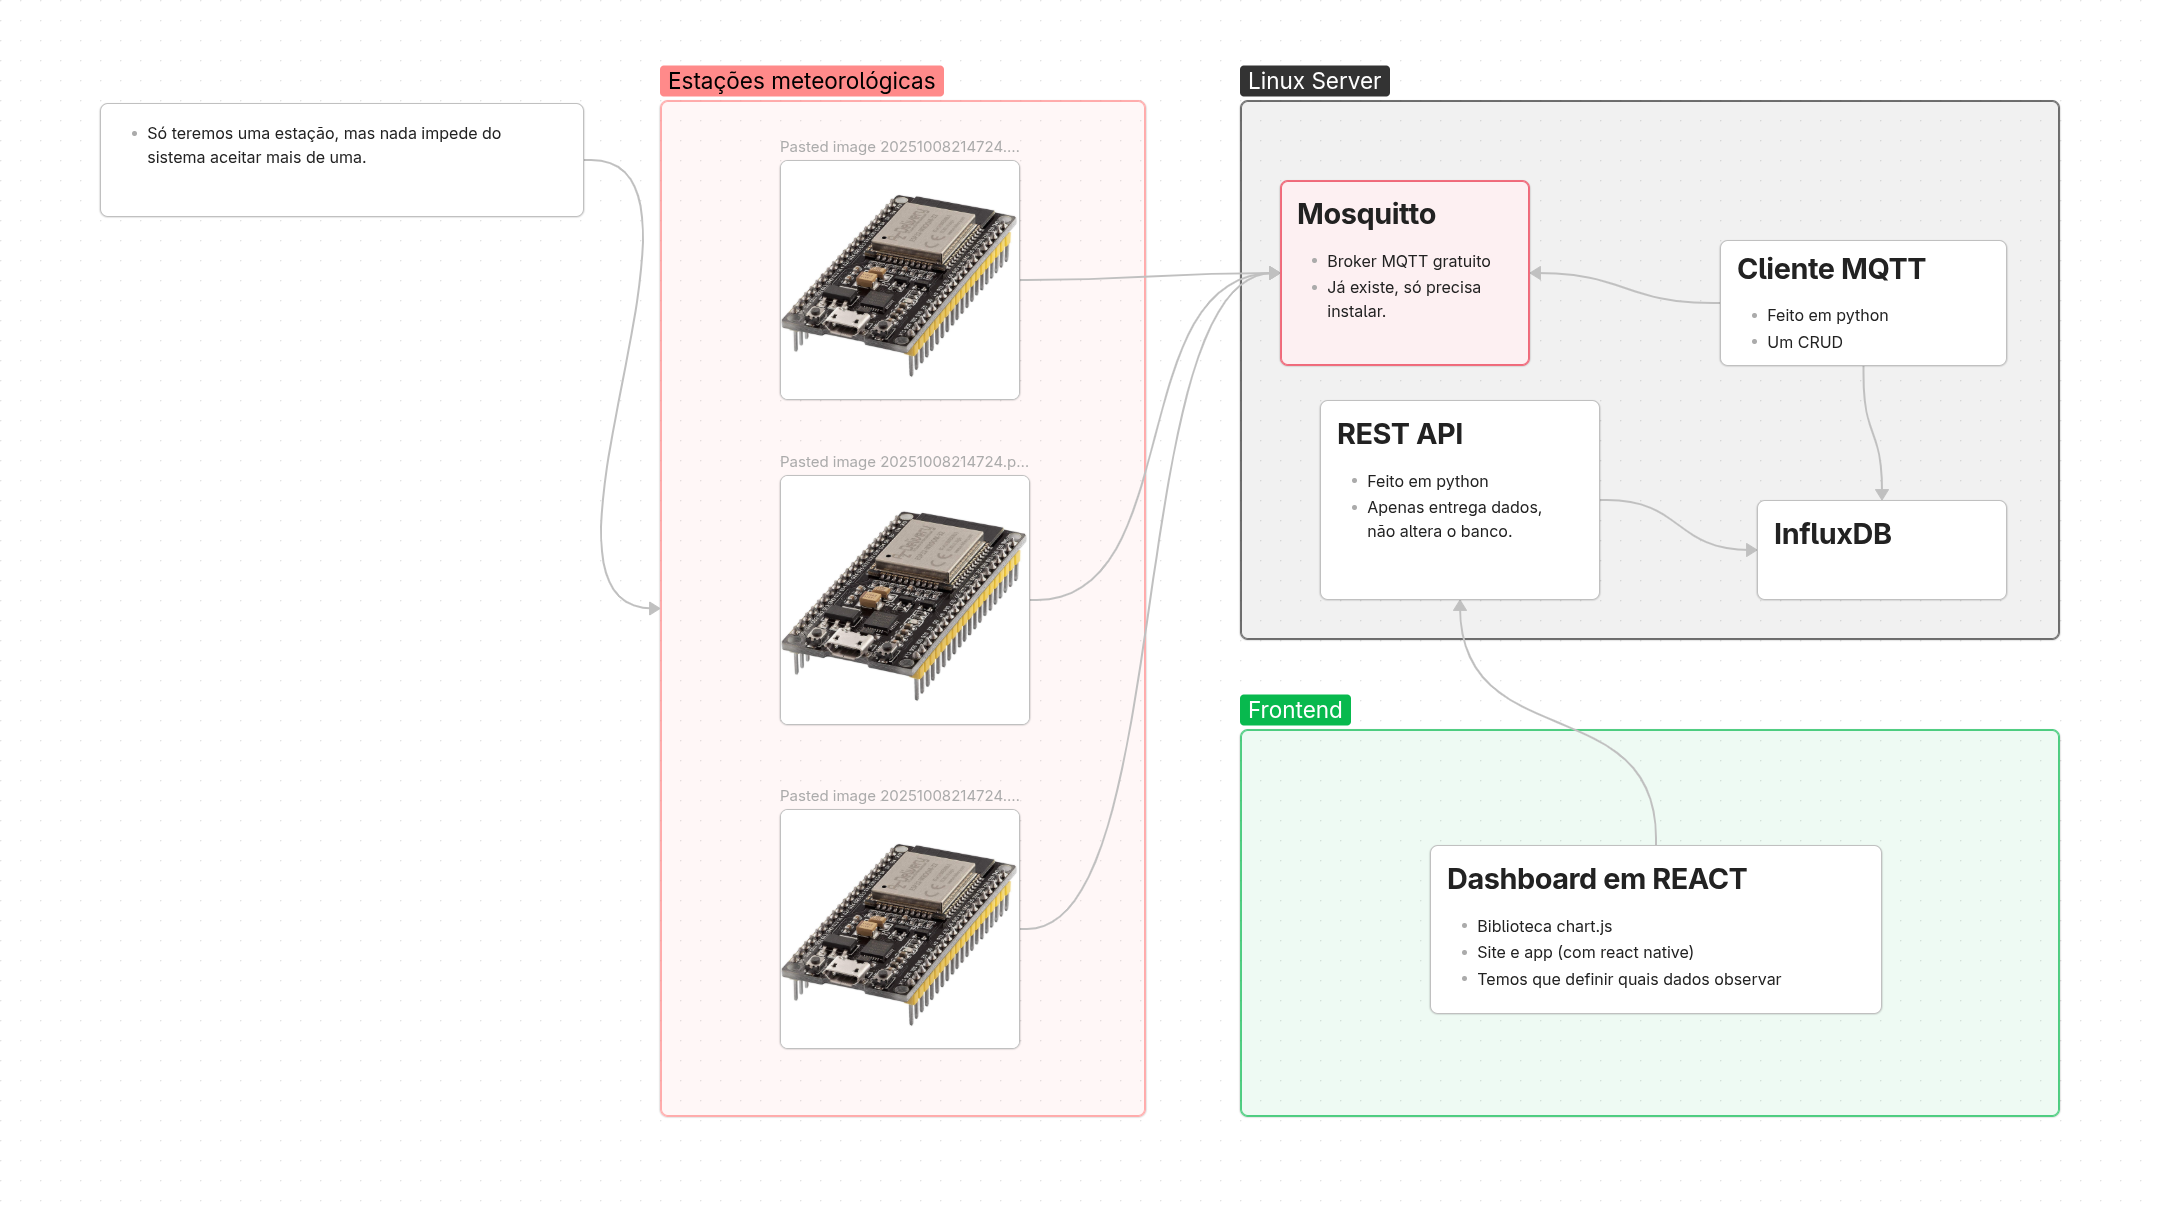 Só teremos uma estação, mas nada impede do
sistema aceitar mais de uma.
Estações meteorológicas
Pasted image 20251008214724....
Pasted image 20251008214724.p...
Pasted image 20251008214724....
Linux Server
Mosquitto
Broker MQTT gratuito
Já existe, só precisa
instalar.
Cliente MQTT
Feito em python
Um CRUD
REST API
Feito em python
Apenas entrega dados,
não altera o banco.
InfluxDB
Frontend
Dashboard em REACT
Biblioteca chart.js
Site e app (com react native)
Temos que definir quais dados observar